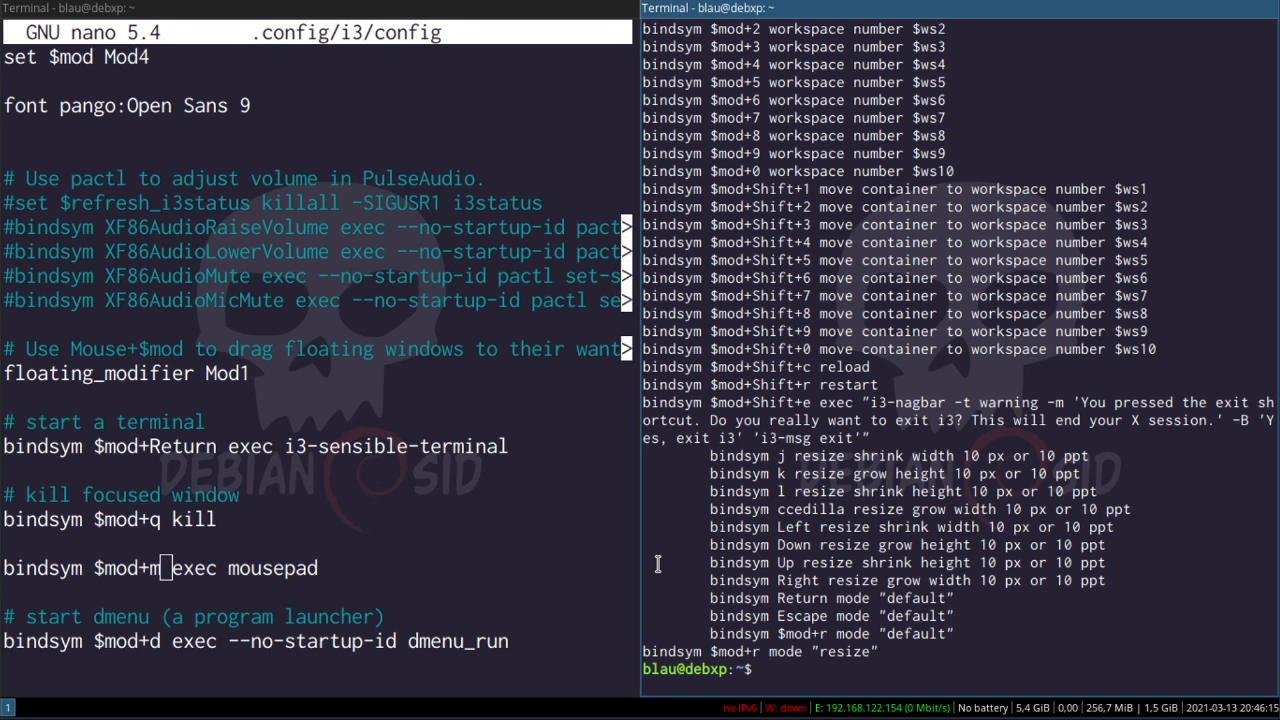 Terminal - blau@debxp: ~
GNU nano 5.4 .config/i3/config
set $mod Mod4
font pango:Open Sans 9
# Use pactl to adjust volume in PulseAudio.
#set $refresh_i3status killall -SIGUSR1 i3status
#bindsym XF86AudioRaiseVolume exec --no-startup-id pact>
#bindsym XF86AudioLowerVolume exec --no-startup-id pact>
#bindsym XF86AudioMute exec --no-startup-id pactl set-s>
#bindsym XF86AudioMicMute exec --no-startup-id pactl se>
# Use Mouse+$mod to drag floating windows to their want>
floating_modifier Mod1
# start a terminal
bindsym $mod+Return exec i3-sensible-terminal
# kill focused window
bindsym $mod+q kill
bindsym $mod+m exec mousepad
# start dmenu (a program launcher)
bindsym $mod+d exec --no-startup-id dmenu_run
DEBIAN SID
Terminal - blau@debxp: ~
bindsym $mod+2 workspace number $ws2
bindsym $mod+3 workspace number $ws3
bindsym $mod+4 workspace number $ws4
bindsym $mod+5 workspace number $ws5
bindsym $mod+6 workspace number $ws6
bindsym $mod+7 workspace number $ws7
bindsym $mod+8 workspace number $ws8
bindsym $mod+9 workspace number $ws9
bindsym $mod+0 workspace number $ws10
bindsym $mod+Shift+1 move container to workspace number $ws1
bindsym $mod+Shift+2 move container to workspace number $ws2
bindsym $mod+Shift+3 move container to workspace number $ws3
bindsym $mod+Shift+4 move container to workspace number $ws4
bindsym $mod+Shift+5 move container to workspace number $ws5
bindsym $mod+Shift+6 move container to workspace number $ws6
bindsym $mod+Shift+7 move container to workspace number $ws7
bindsym $mod+Shift+8 move container to workspace number $ws8
bindsym $mod+Shift+9 move container to workspace number $ws9
bindsym $mod+Shift+0 move container to workspace number $ws10
bindsym $mod+Shift+c reload
bindsym $mod+Shift+r restart
bindsym $mod+Shift+e exec "i3-nagbar -t warning -m 'You pressed the exit sh
ortcut. Do you really want to exit i3? This will end your X session.' -B 'Y
es, exit i3' 'i3-msg exit'"
bindsym j resize shrink width 10 px or 10 ppt
bindsym k resize grow height 10 px or 10 ppt
bindsym l resize shrink height 10 px or 10 ppt
bindsym ccedilla resize grow width 10 px or 10 ppt
bindsym Left resize shrink width 10 px or 10 ppt
bindsym Down resize grow height 10 px or 10 ppt
bindsym Up resize shrink height 10 px or 10 ppt
bindsym Right resize grow width 10 px or 10 ppt
bindsym Return mode "default"
bindsym Escape mode "default"
bindsym $mod+r mode "default"
bindsym $mod+r mode "resize"
blau@debxp:~$
DEBIAN SID
1
no IPv6 | W: down | E: 192.168.122.154 (0 Mbit/s) | No battery | 5,4 GiB | 0,00 | 256,7 MiB | 1,5 GiB | 2021-03-13 20:46:15